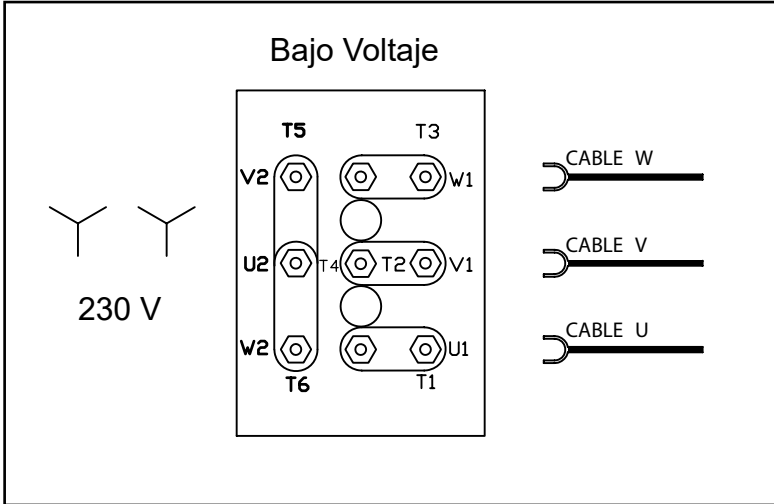 Bajo Voltaje
T5 T3
V2 W1 CABLE W
U2 T4 T2 V1 CABLE V
230 V
W2 U1 CABLE U
T6 T1